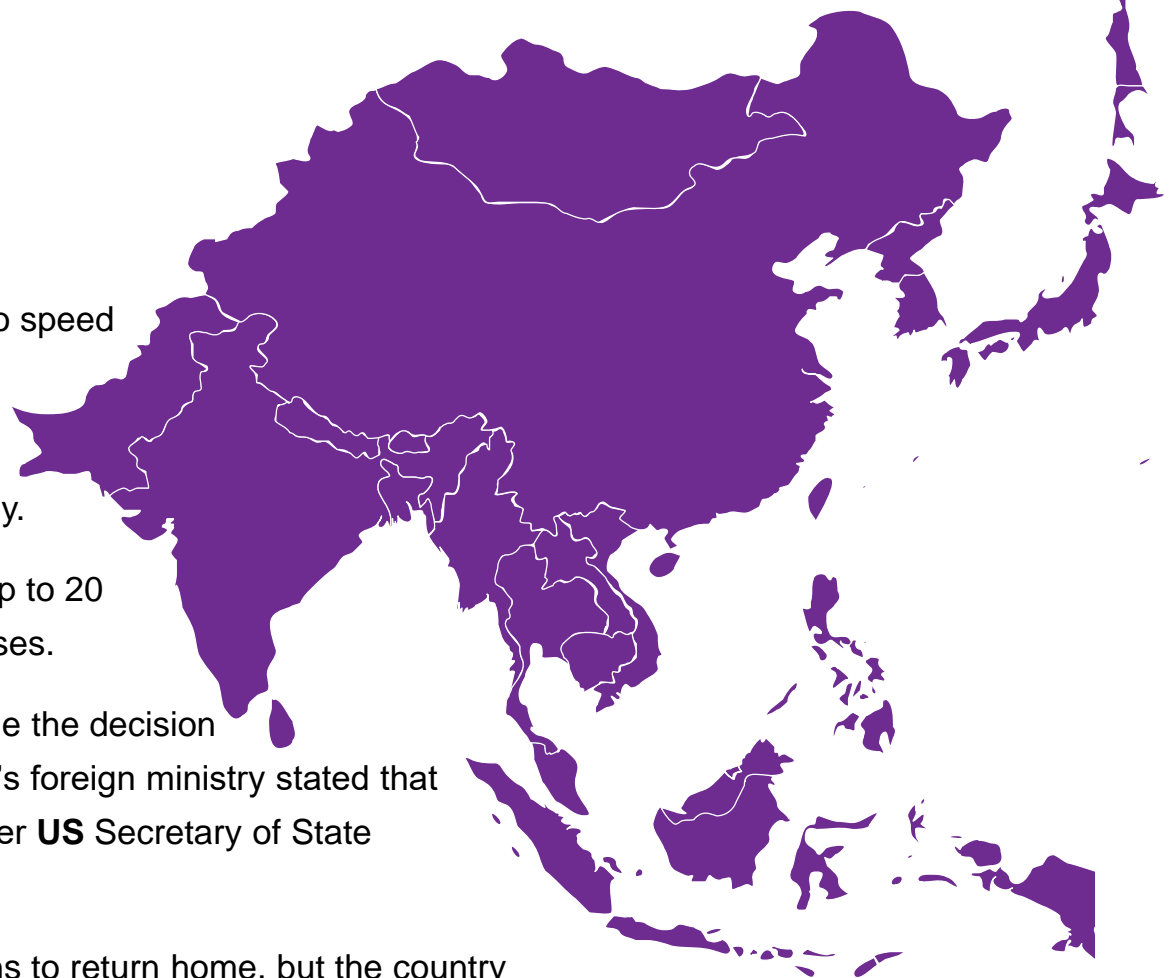 o speed
y.
p to 20
ses.
e the decision
's foreign ministry stated that
er US Secretary of State
ns to return home, but the country